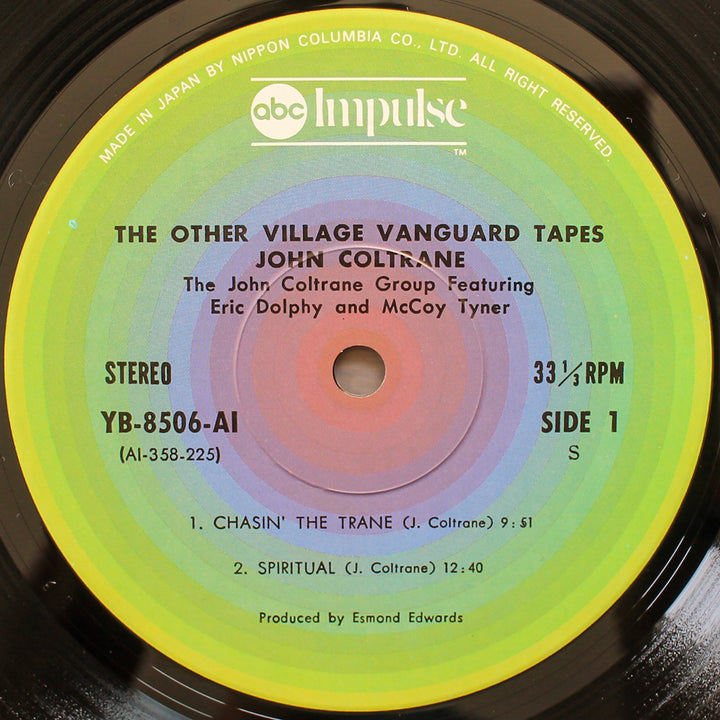 MADE IN JAPAN BY NIPPON COLUMBIA CO., LTD. ALL RIGHT RESERVED.
abc Impulse
TM
THE OTHER VILLAGE VANGUARD TAPES
JOHN COLTRANE
The John Coltrane Group Featuring
Eric Dolphy and McCoy Tyner
STEREO 33 1/3 RPM
YB-8506-AI SIDE 1
(AI-358-225) S
1. CHASIN' THE TRANE (J. Coltrane) 9:51
2. SPIRITUAL (J. Coltrane) 12:40
Produced by Esmond Edwards